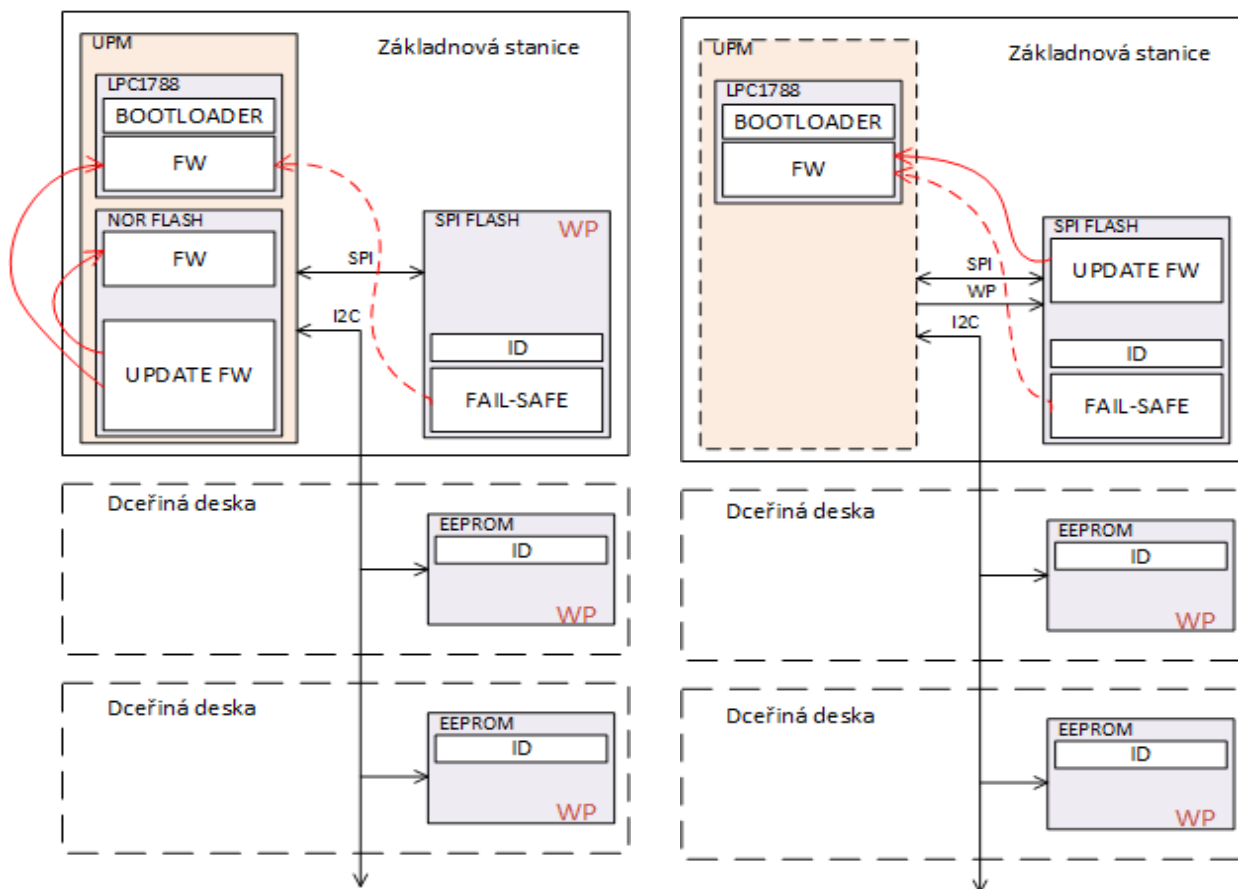 Základnová stanice
UPM
LPC1788
BOOTLOADER
FW
NOR FLASH
FW
UPDATE FW
SPI
I2C
SPI FLASH
WP
ID
FAIL-SAFE
Dceřiná deska
EEPROM
ID
WP
Dceřiná deska
EEPROM
ID
WP
Základnová stanice
UPM
LPC1788
BOOTLOADER
FW
SPI
WP
I2C
SPI FLASH
UPDATE FW
ID
FAIL-SAFE
Dceřiná deska
EEPROM
ID
WP
Dceřiná deska
EEPROM
ID
WP